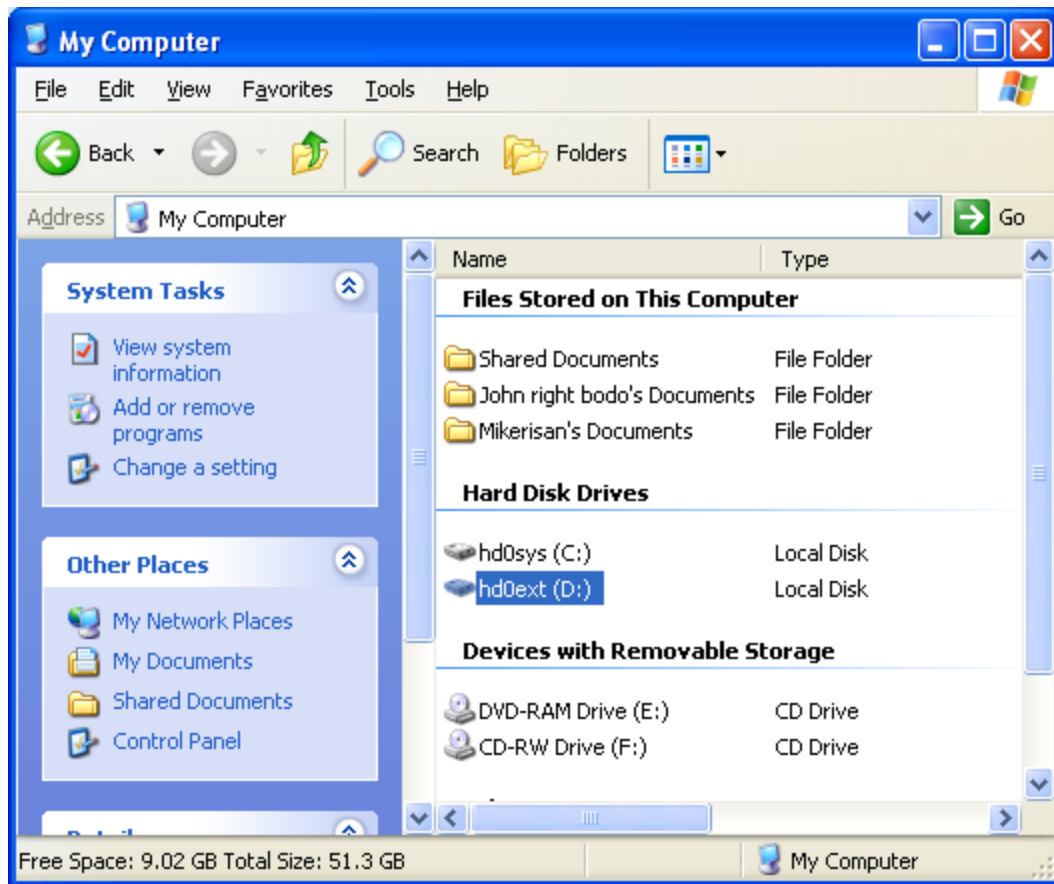 My Computer
File Edit View Favorites Tools Help
Back Search Folders
Address My Computer Go
System Tasks
View system
information
Add or remove
programs
Change a setting
Other Places
My Network Places
My Documents
Shared Documents
Control Panel
Name Type
Files Stored on This Computer
Shared Documents File Folder
John right bodo's Documents File Folder
Mikerisan's Documents File Folder
Hard Disk Drives
hd0sys (C:) Local Disk
hd0ext (D:) Local Disk
Devices with Removable Storage
DVD-RAM Drive (E:) CD Drive
CD-RW Drive (F:) CD Drive
Free Space: 9.02 GB Total Size: 51.3 GB My Computer